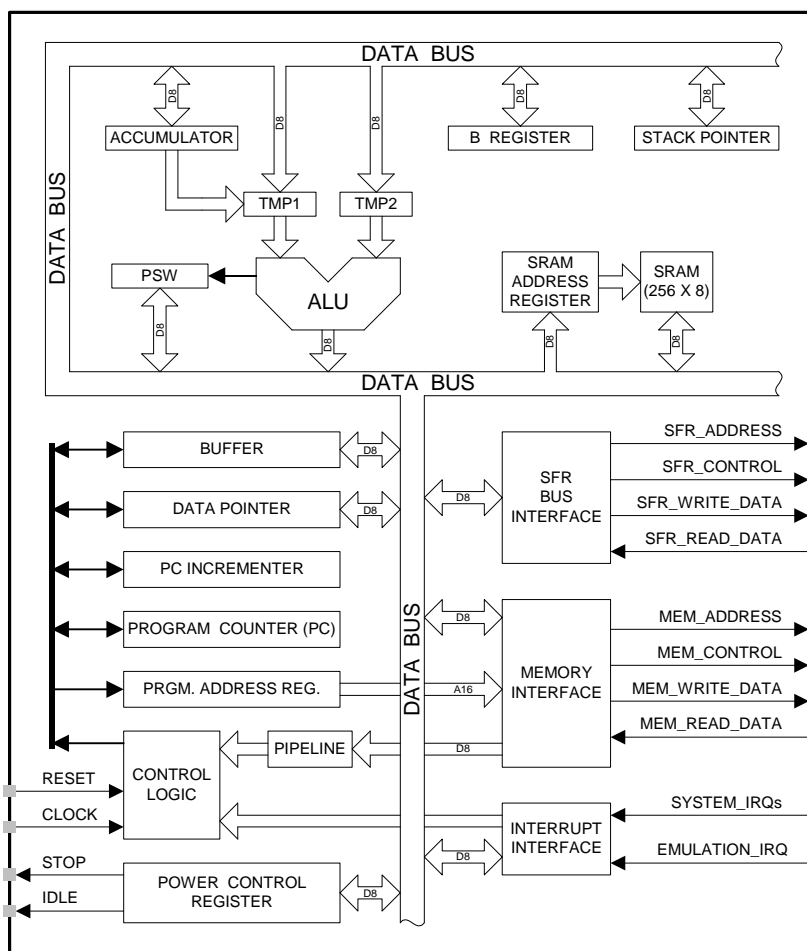 DATA BUS
D8
D8
D8
D8
D8
ACCUMULATOR
B REGISTER
STACK POINTER
DATA BUS
TMP1
TMP2
PSW
ALU
SRAM
ADDRESS
REGISTER
SRAM
(256 X 8)
D8
D8
D8
D8
DATA BUS
BUFFER
D8
DATA POINTER
D8
PC INCREMENTER
PROGRAM COUNTER (PC)
PRGM. ADDRESS REG.
A16
DATA BUS
D8
SFR
BUS
INTERFACE
SFR_ADDRESS
SFR_CONTROL
SFR_WRITE_DATA
SFR_READ_DATA
D8
MEMORY
INTERFACE
MEM_ADDRESS
MEM_CONTROL
MEM_WRITE_DATA
MEM_READ_DATA
PIPELINE
D8
CONTROL
LOGIC
RESET
CLOCK
STOP
IDLE
INTERRUPT
INTERFACE
D8
SYSTEM_IRQs
EMULATION_IRQ
POWER CONTROL
REGISTER
D8